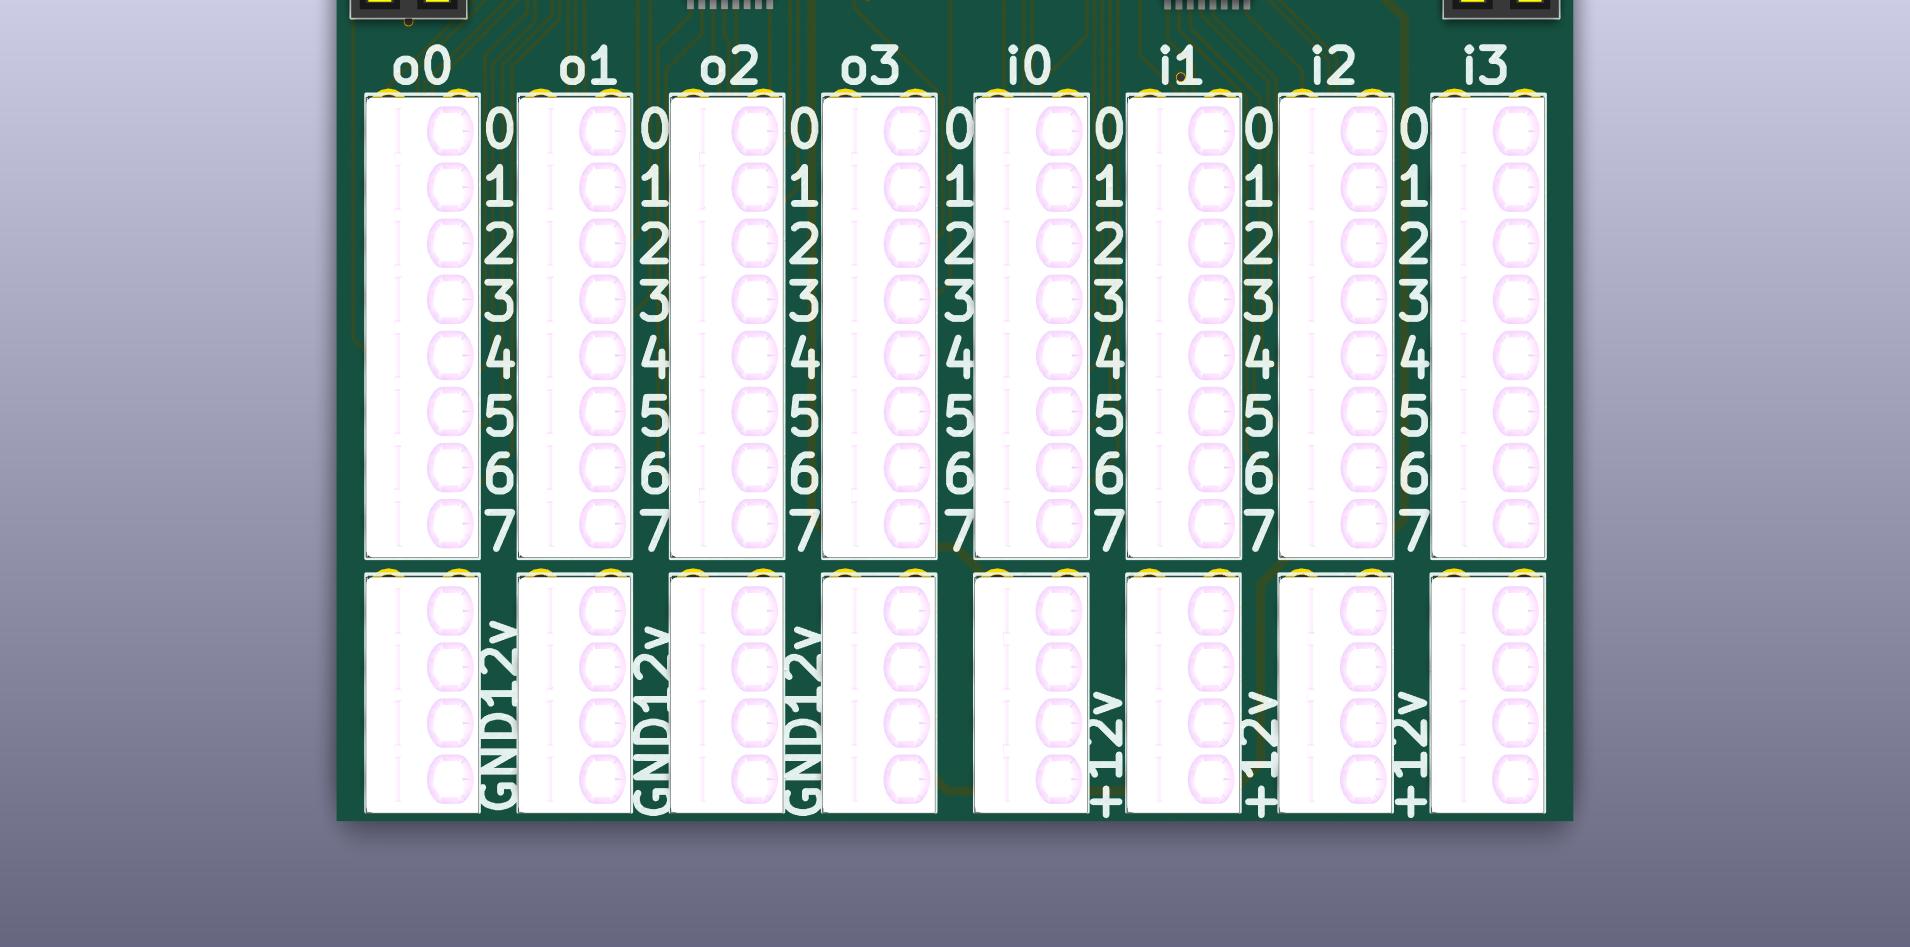 o0 o1 o2 o3 i0 i1 i2 i3
0 0 0 0 0 0 0
1 1 1 1 1 1 1
2 2 2 2 2 2 2
3 3 3 3 3 3 3
4 4 4 4 4 4 4
5 5 5 5 5 5 5
6 6 6 6 6 6 6
7 7 7 7 7 7 7
GND12v
GND12v
GND12v
+12v
+12v
+12v